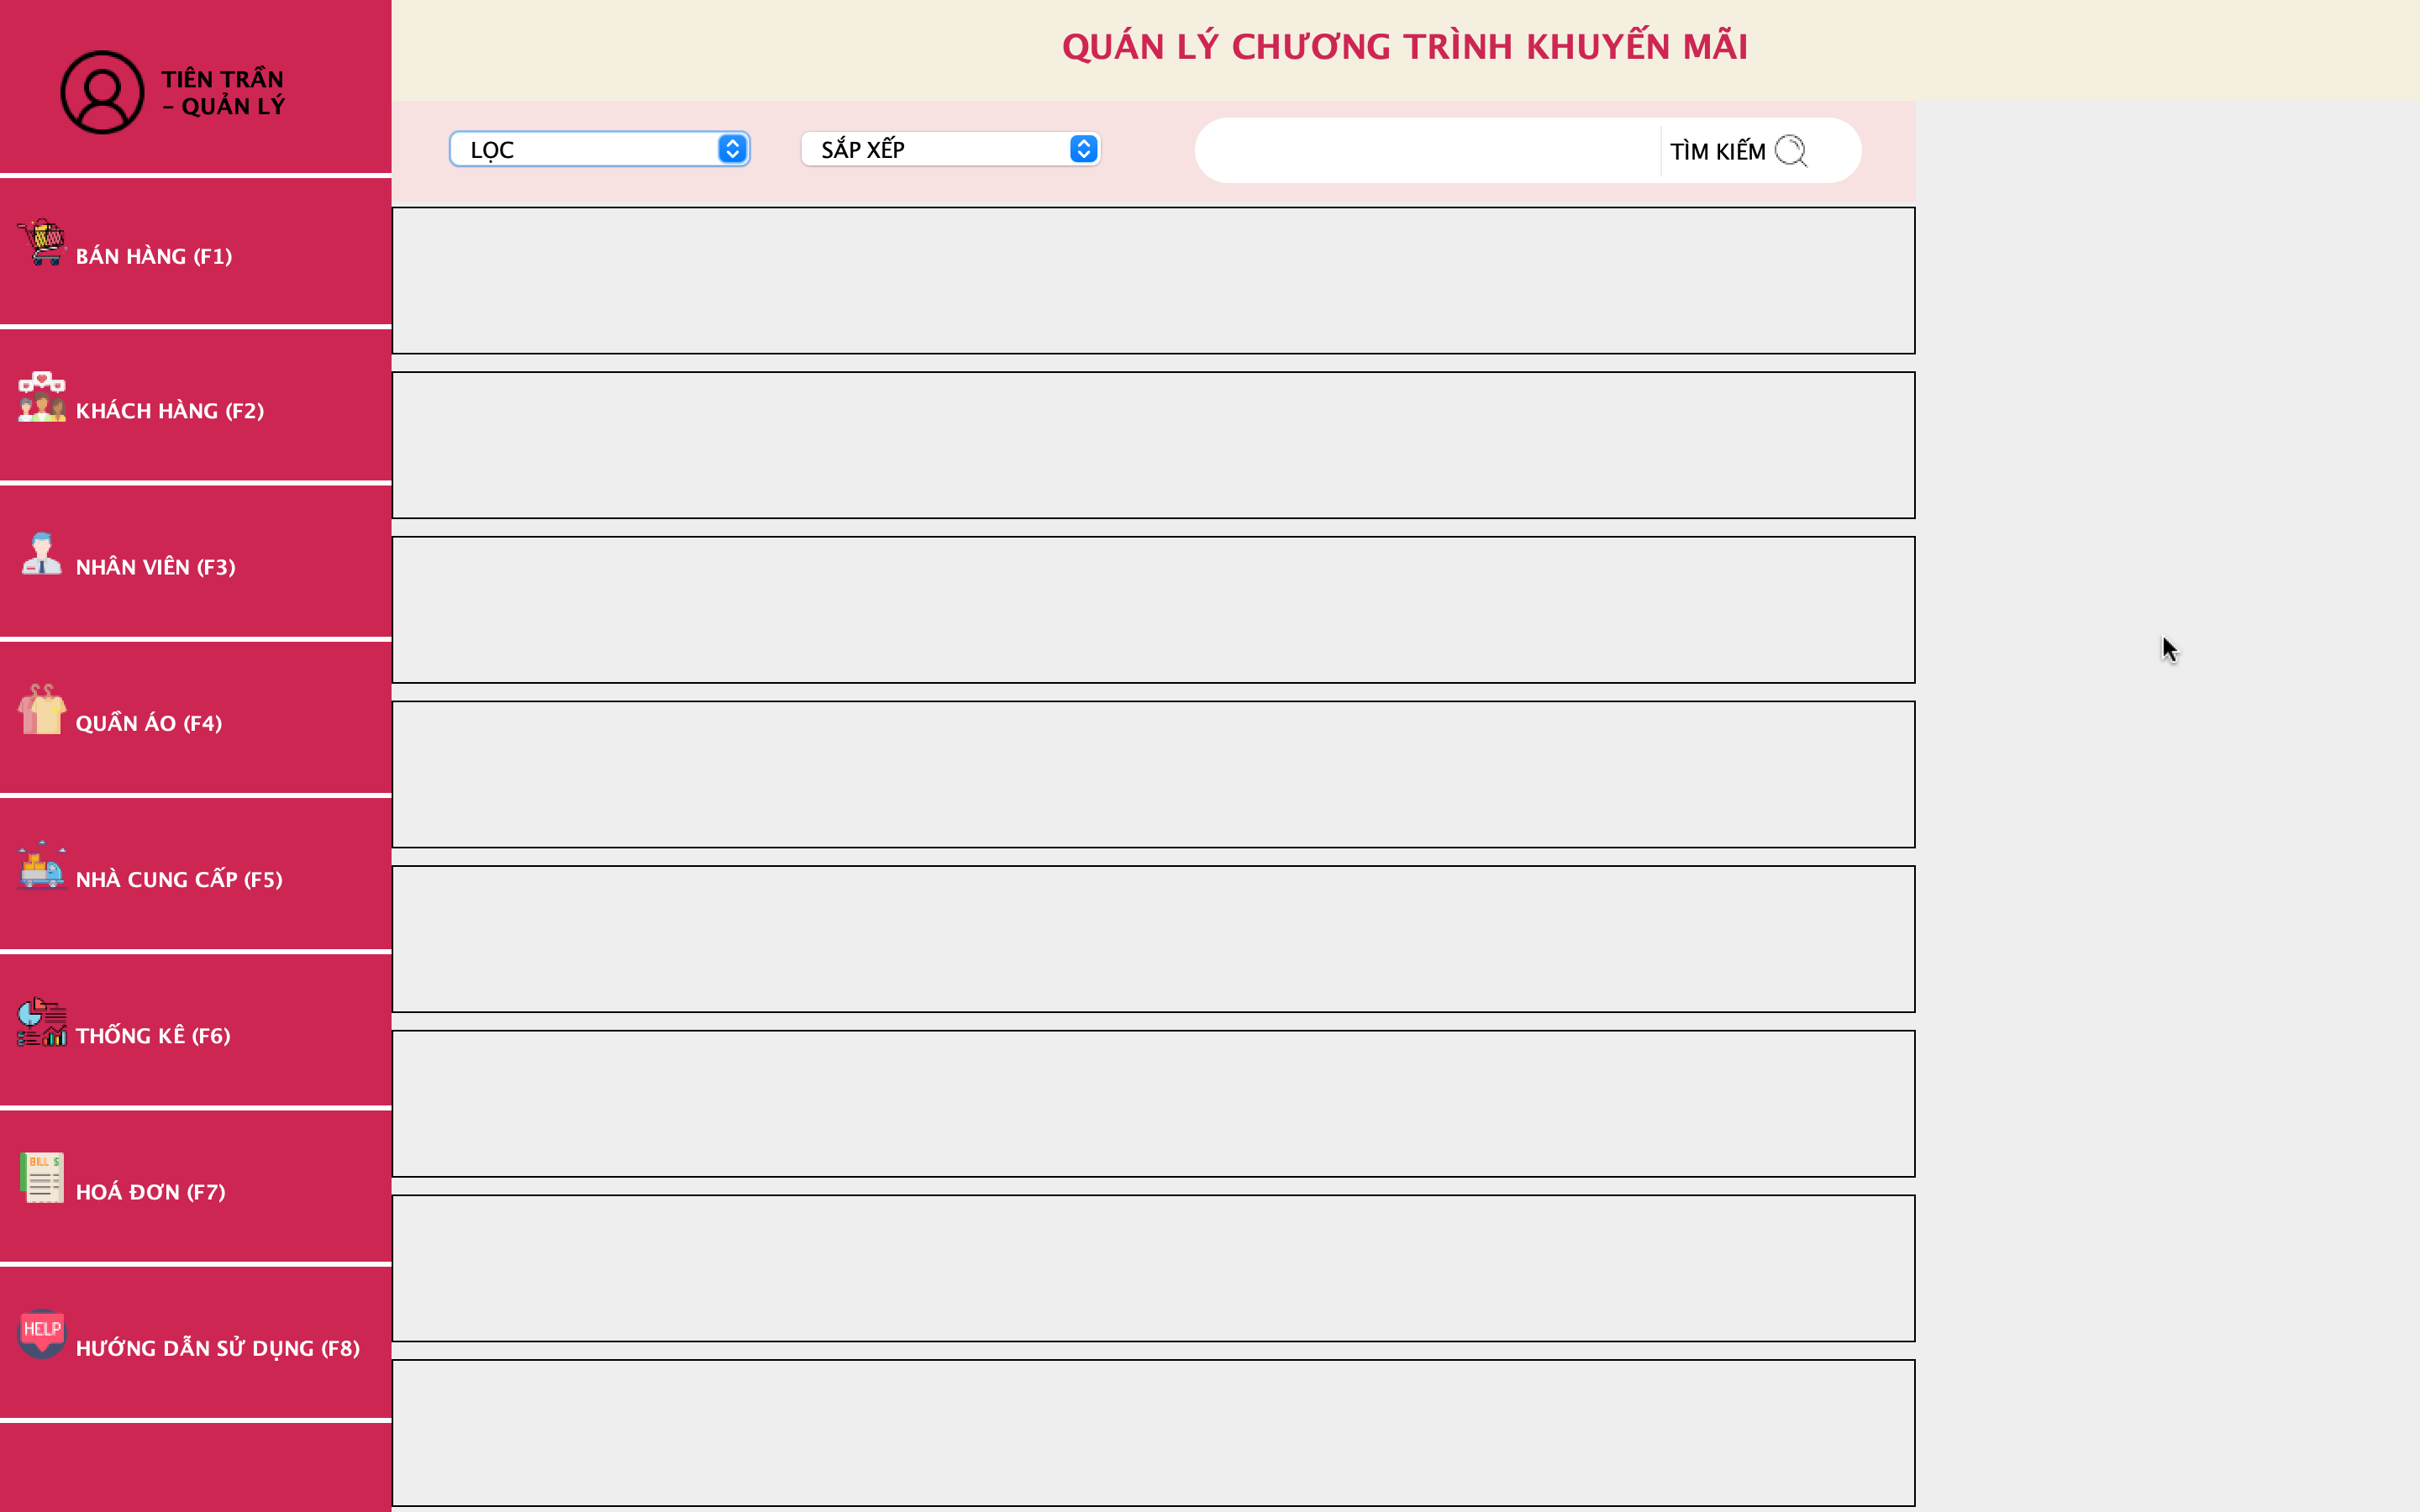 QUÁN LÝ CHƯƠNG TRÌNH KHUYẾN MÃI
TIÊN TRẦN
– QUẢN LÝ
LỌC
SẮP XẾP
TÌM KIẾM
BÁN HÀNG (F1)
KHÁCH HÀNG (F2)
NHÂN VIÊN (F3)
QUẦN ÁO (F4)
NHÀ CUNG CẤP (F5)
THỐNG KÊ (F6)
BILL $
HOÁ ĐƠN (F7)
HELP
HƯỚNG DẪN SỬ DỤNG (F8)